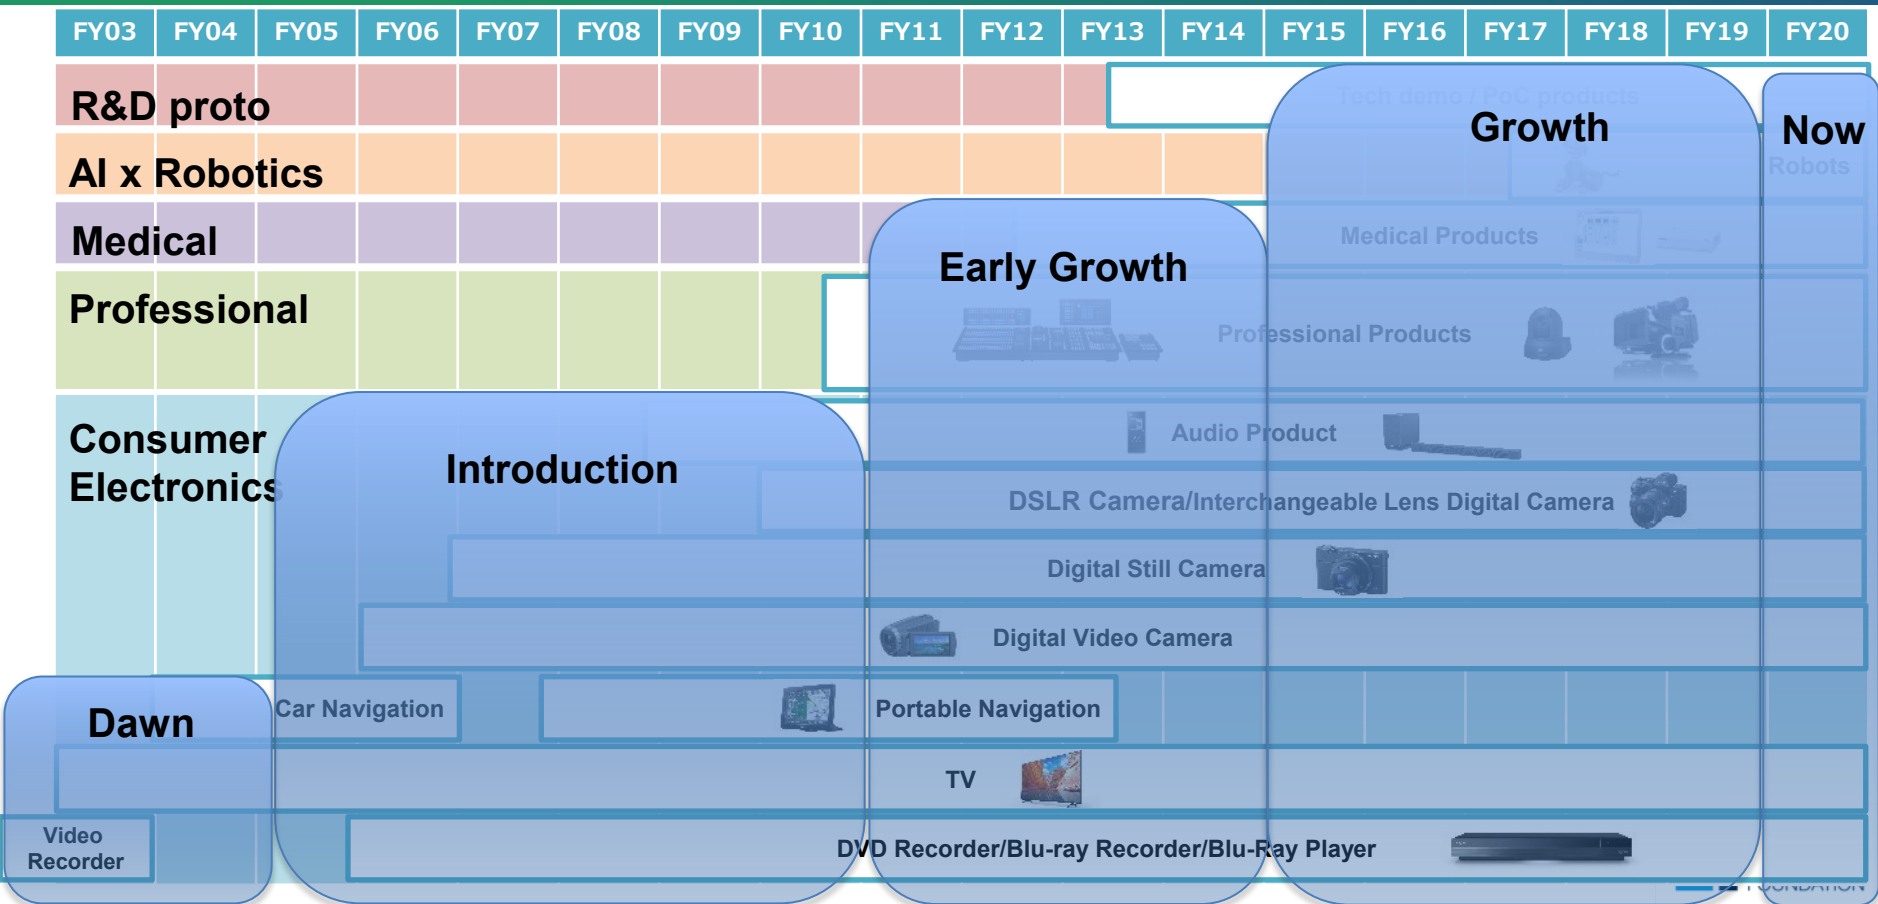 FY03 FY04 FY05 FY06 FY07 FY08 FY09 FY10 FY11 FY12 FY13 FY14 FY15 FY16 FY17 FY18 FY19 FY20
R&D proto
Tech demo / PoC products
Growth
Now
AI x Robotics
Robots
Medical
Medical Products
Early Growth
Professional
Professional Products
Consumer
Electronics
Audio Product
Introduction
DSLR Camera/Interchangeable Lens Digital Camera
Digital Still Camera
Digital Video Camera
Dawn
Car Navigation
Portable Navigation
TV
Video
Recorder
DVD Recorder/Blu-ray Recorder/Blu-Ray Player
FOUNDATION